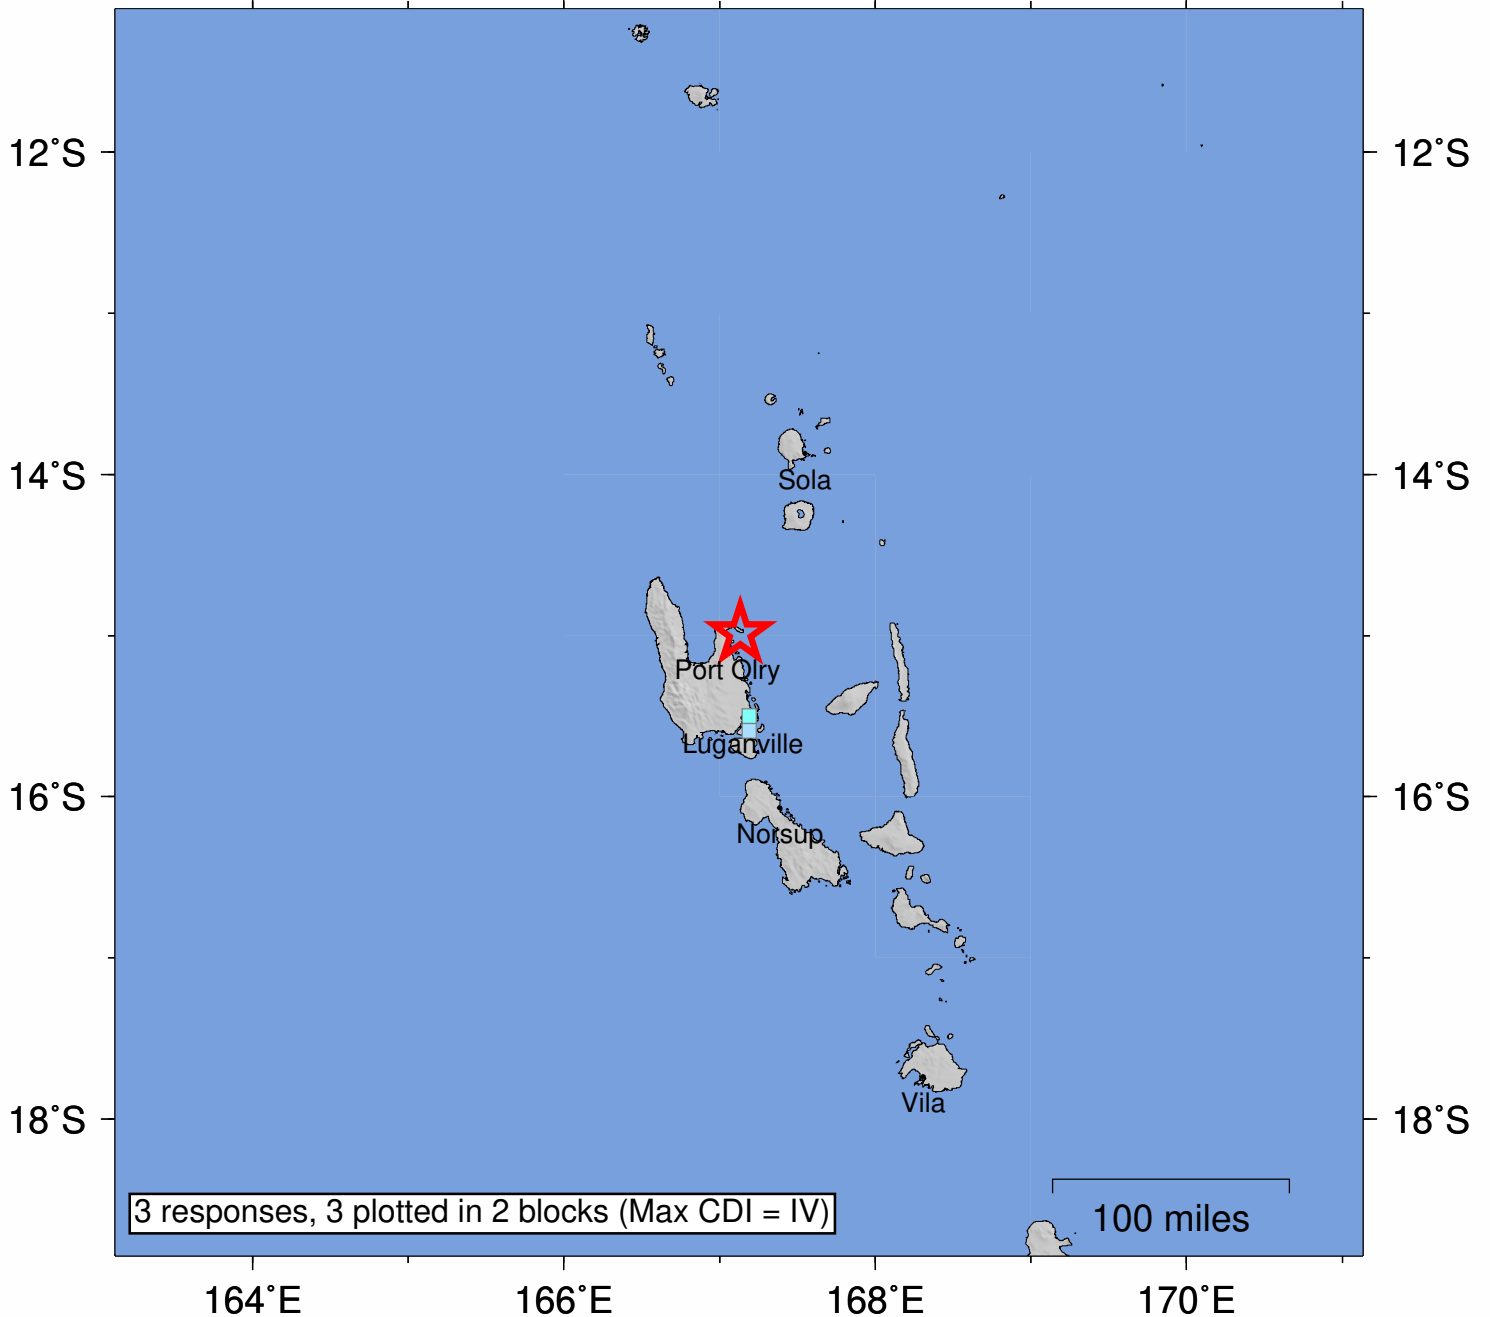 12˚S 12˚S
14˚S 14˚S
Sola
Port Olry
Luganville
16˚S 16˚S
Norsup
Vila
18˚S 18˚S
3 responses, 3 plotted in 2 blocks (Max CDI = IV)
100 miles
164˚E 166˚E 168˚E 170˚E